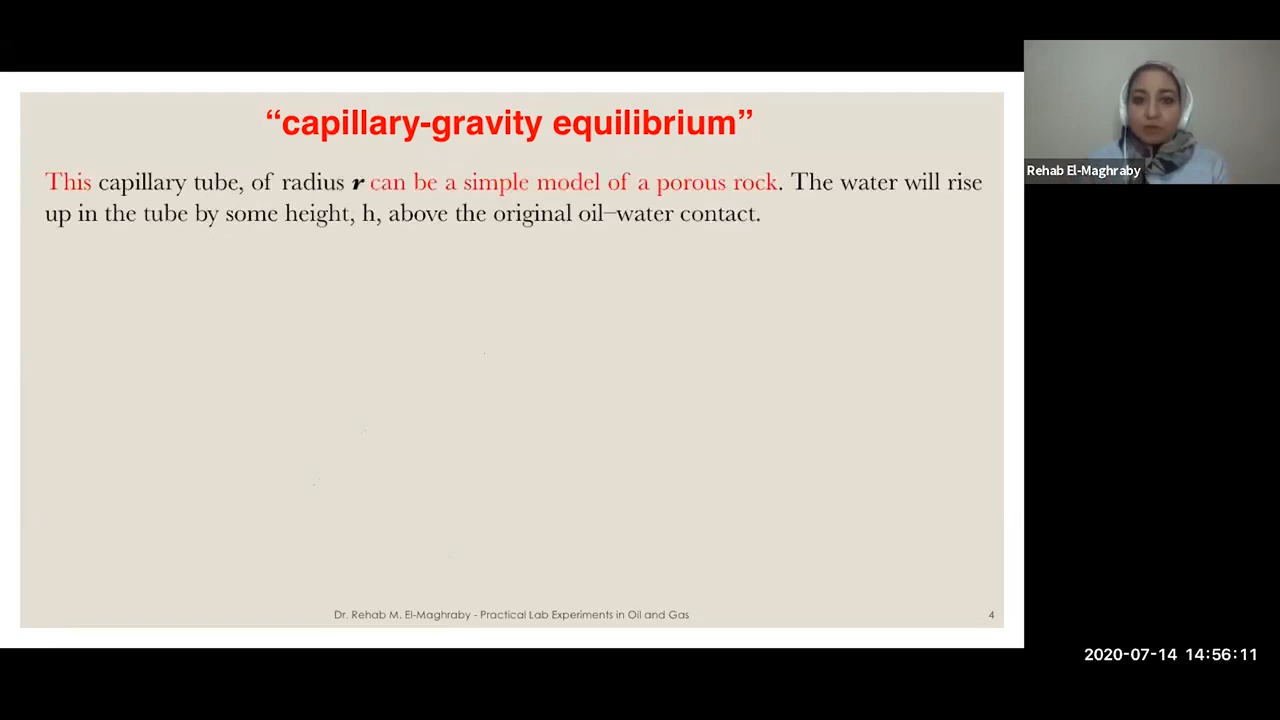 “capillary-gravity equilibrium”
This capillary tube, of radius r can be a simple model of a porous rock. The water will rise
up in the tube by some height, h, above the original oil–water contact.
Dr. Rehab M. El-Maghraby - Practical Lab Experiments in Oil and Gas
4
Rehab El-Maghraby
2020-07-14 14:56:11